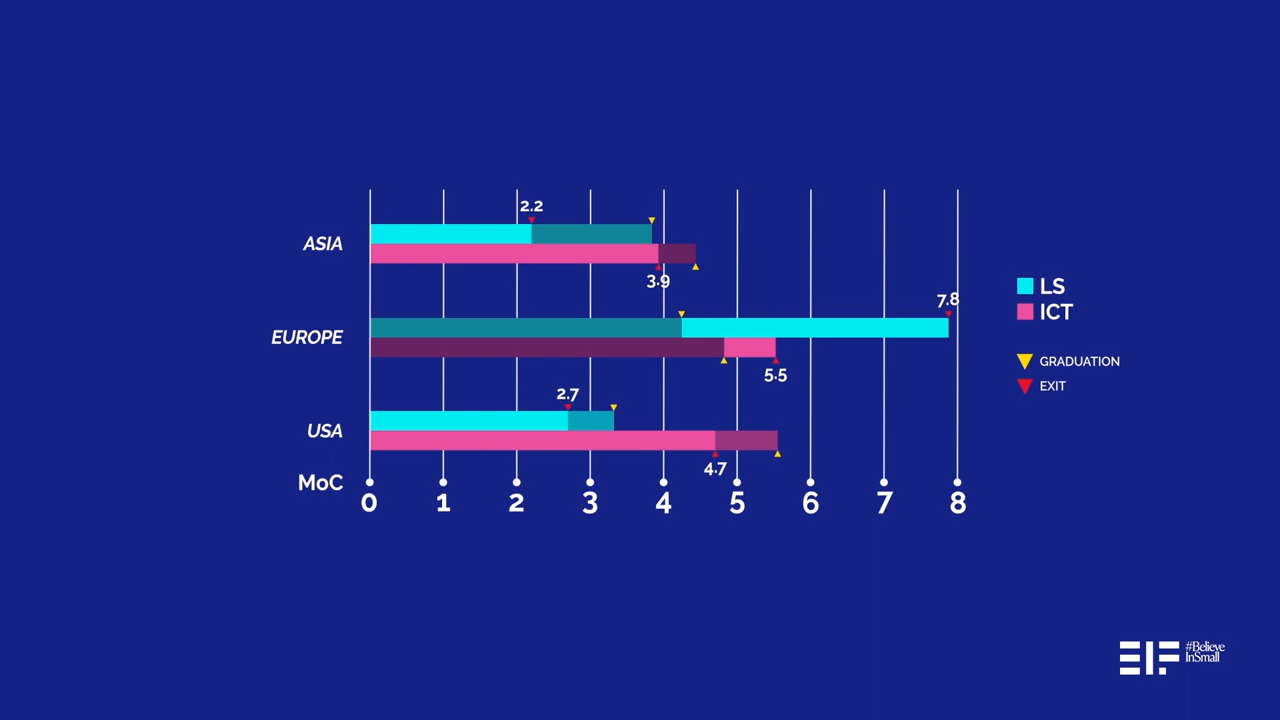 2.2
ASIA
3.9
LS
7.8
ICT
EUROPE
GRADUATION
5.5
EXIT
2.7
USA
4.7
MoC
0 1 2 3 4 5 6 7 8
EIF #Believe
InSmall